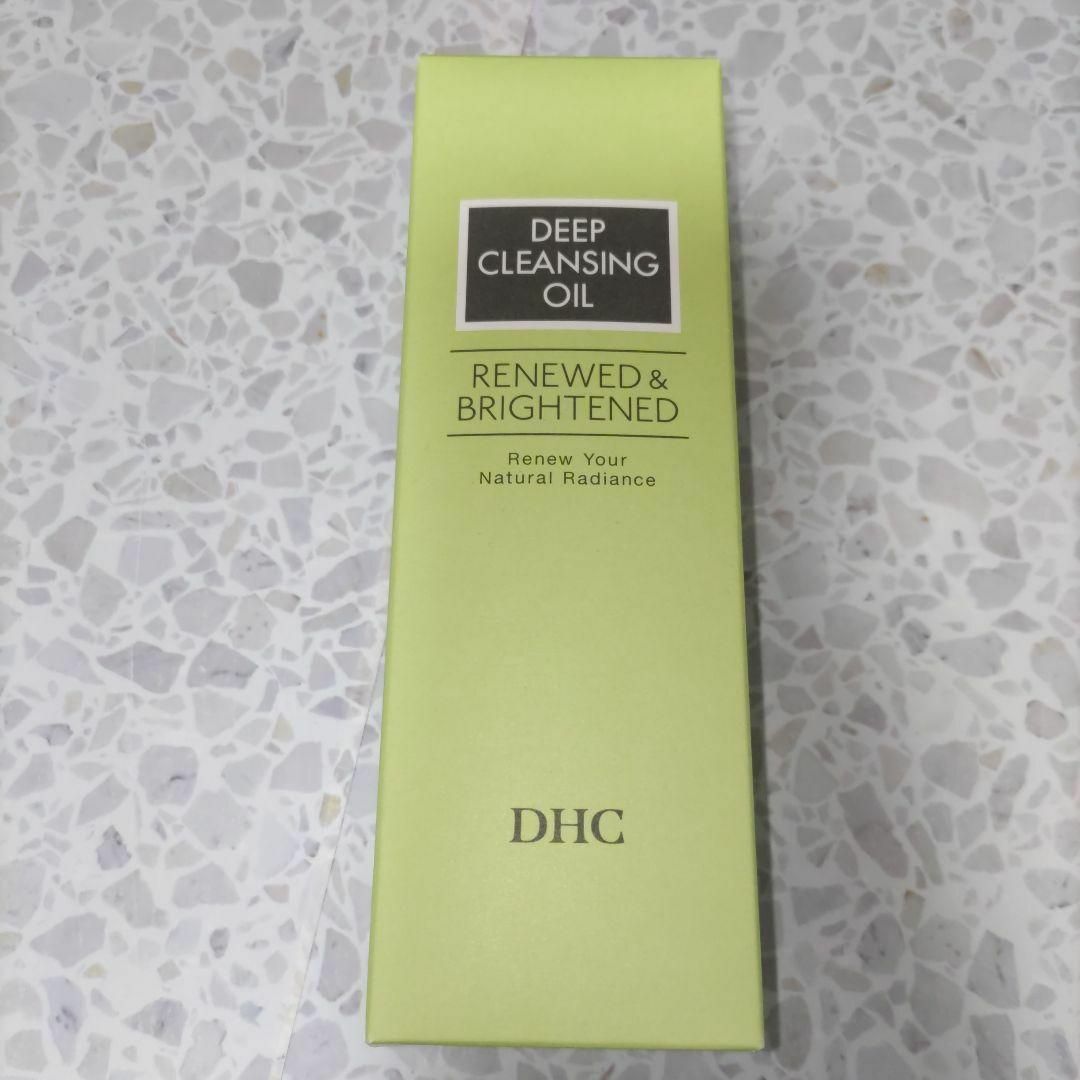 DEEP
CLEANSING
OIL
RENEWED &
BRIGHTENED
Renew Your
Natural Radiance
DHC